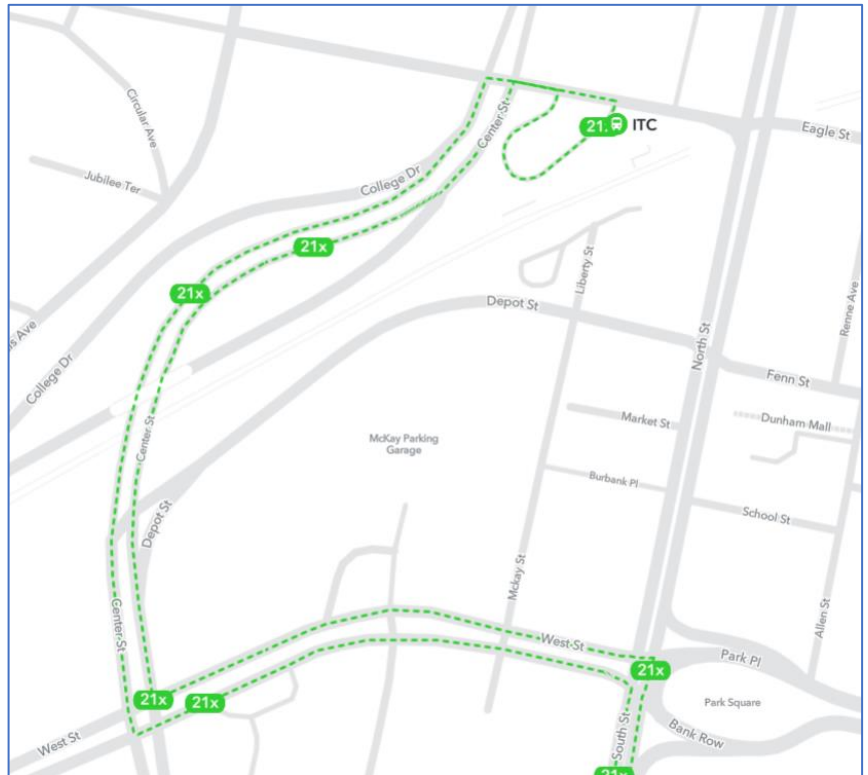 Circular Ave
Center St
Eagle St
21.
ITC
Jubilee Ter
College Dr
21x
21x
Liberty St
Depot St
Renne Ave
North St
College Dr
Fenn St
Center St
McKay Parking
Garage
Market St
Dunham Mall
Burbank Pl
Depot St
School St
Mckay St
Center St
Allen St
West St
Park Pl
21x
21x
21x
Park Square
West St
South St
Bank Row
21x